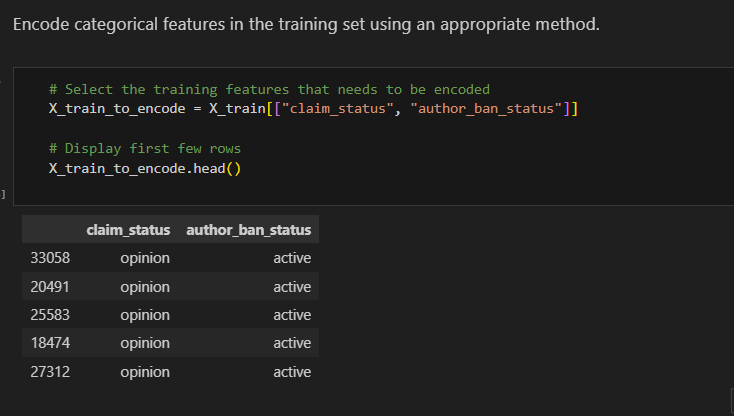 Encode categorical features in the training set using an appropriate method.
# Select the training features that needs to be encoded
X_train_to_encode = X_train[["claim_status", "author_ban_status"]]
# Display first few rows
X_train_to_encode.head()
]
claim_status author_ban_status
33058 opinion active
20491 opinion active
25583 opinion active
18474 opinion active
27312 opinion active